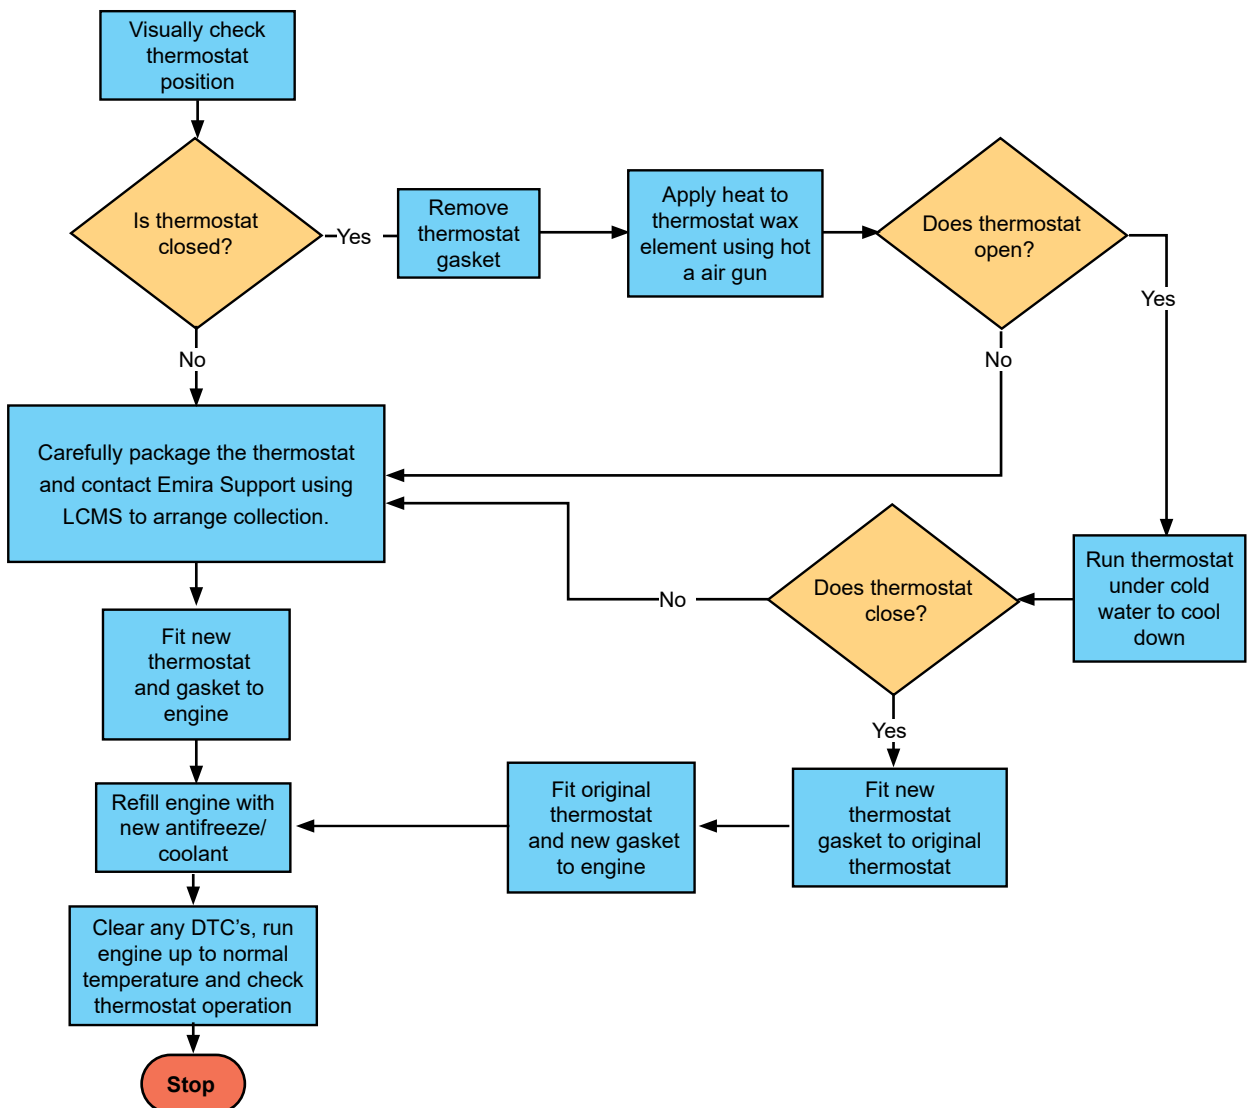 Visually check
thermostat
position
Is thermostat
closed?
Yes
Remove
thermostat
gasket
Apply heat to
thermostat wax
element using hot
a air gun
Does thermostat
open?
Yes
No
No
Carefully package the thermostat
and contact Emira Support using
LCMS to arrange collection.
Run thermostat
under cold
water to cool
down
Does thermostat
close?
No
Yes
Fit new
thermostat
and gasket to
engine
Fit new
thermostat
gasket to original
thermostat
Fit original
thermostat
and new gasket
to engine
Refill engine with
new antifreeze/
coolant
Clear any DTC's, run
engine up to normal
temperature and check
thermostat operation
Stop